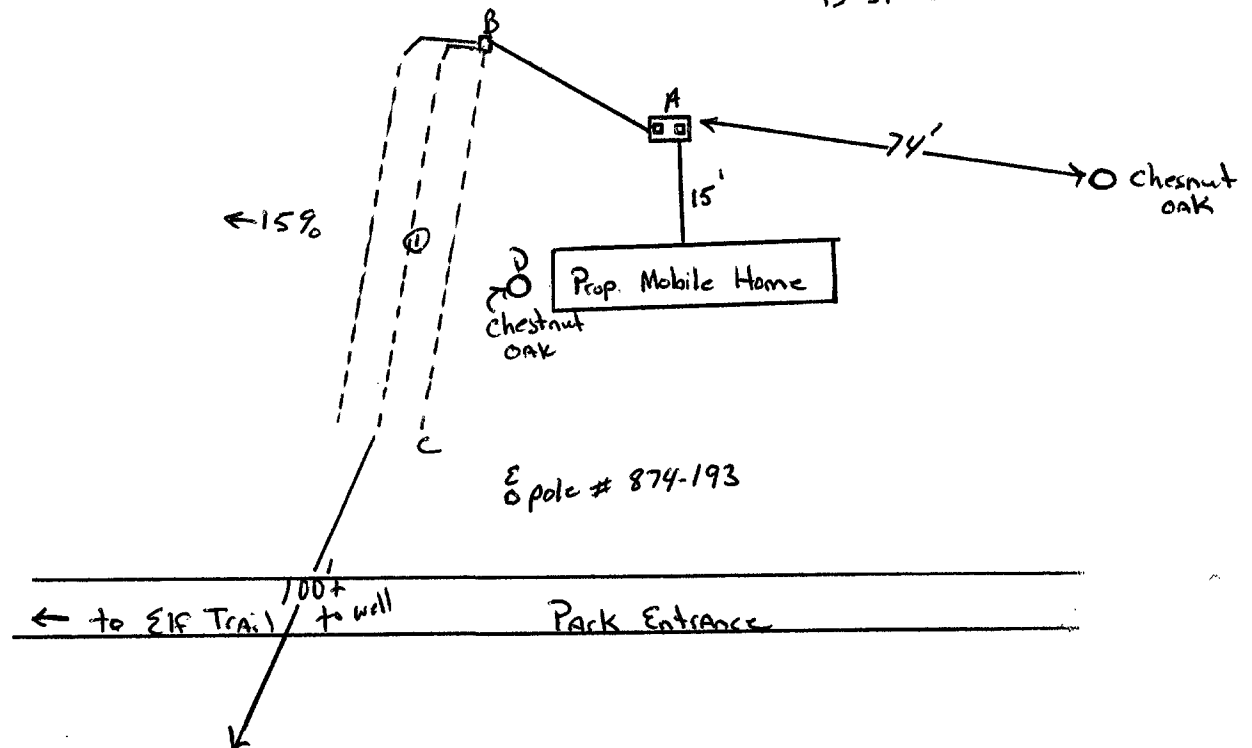 B
A
74'
Chesnut
OAK
15'
←15%
①
D
Prop. Mobile Home
Chestnut
OAK
C
E
pole # 874-193
100'+
← to Elf Trail to well
Park Entrance